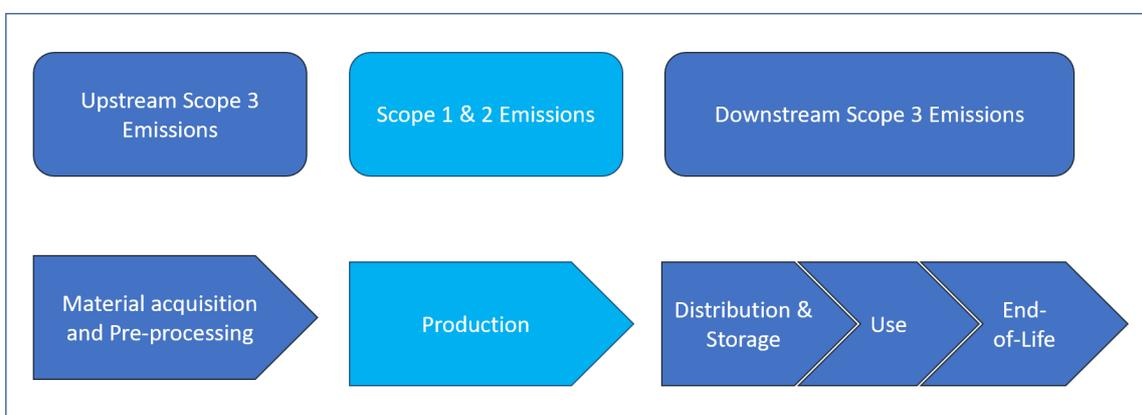 Upstream Scope 3
Emissions
Scope 1 & 2 Emissions
Downstream Scope 3 Emissions
Material acquisition
and Pre-processing
Production
Distribution &
Storage
Use
End-
of-Life